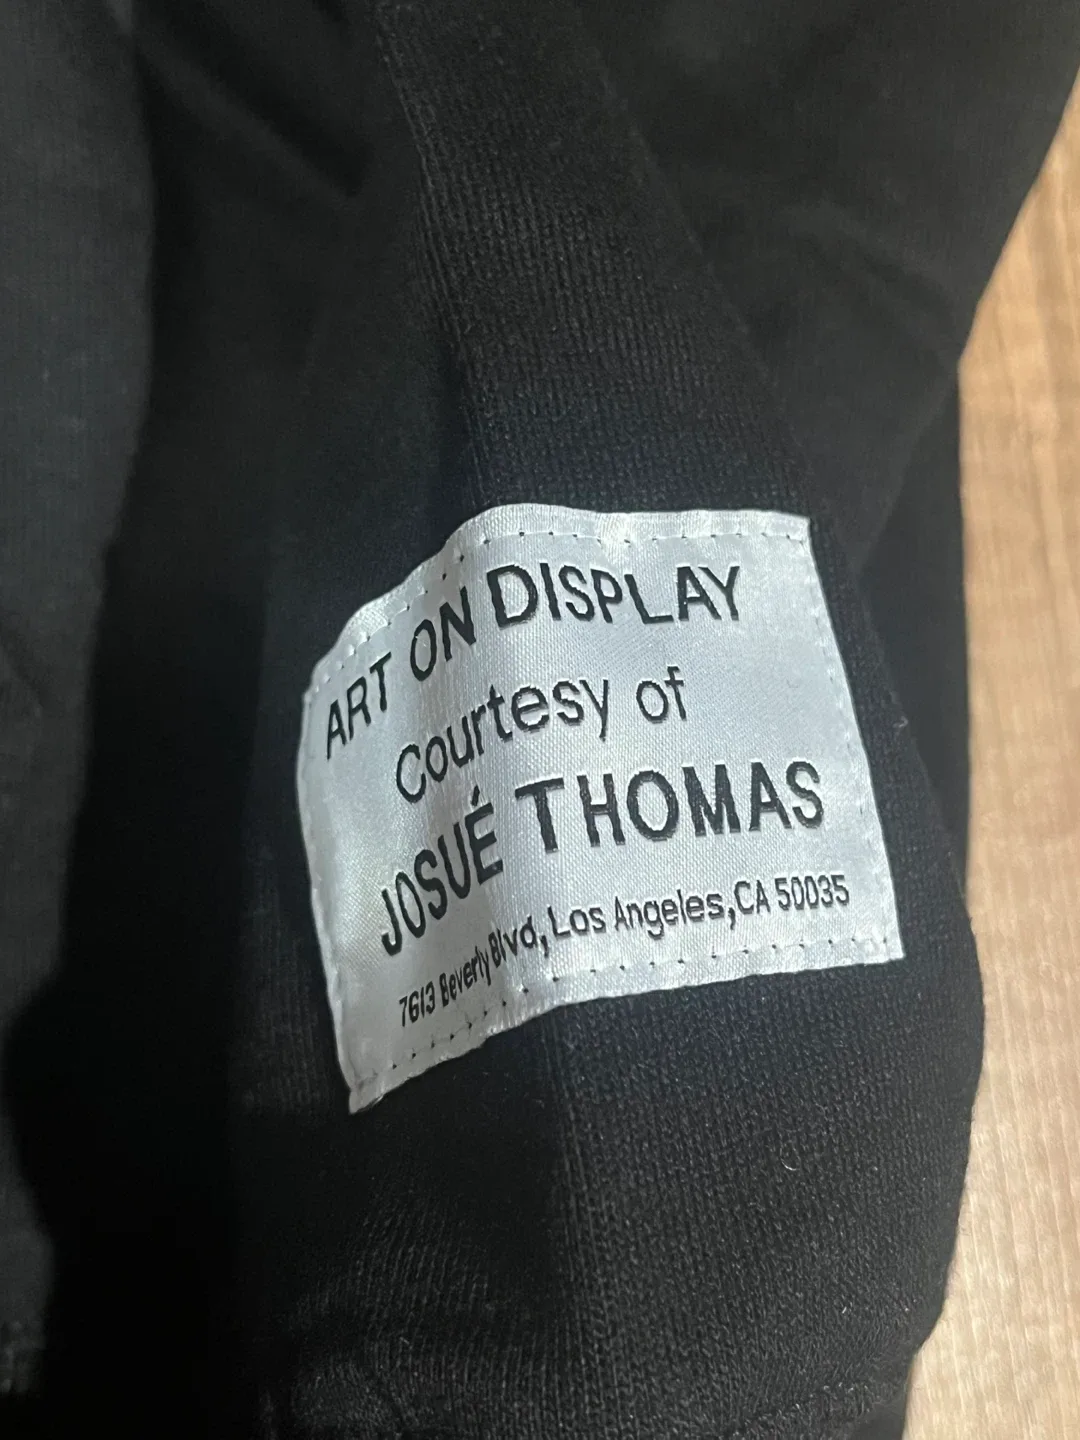 ART ON DISPLAY
Courtesy of
JOSUÉ THOMAS
7613 Beverly Blvd, Los Angeles,CA 50035